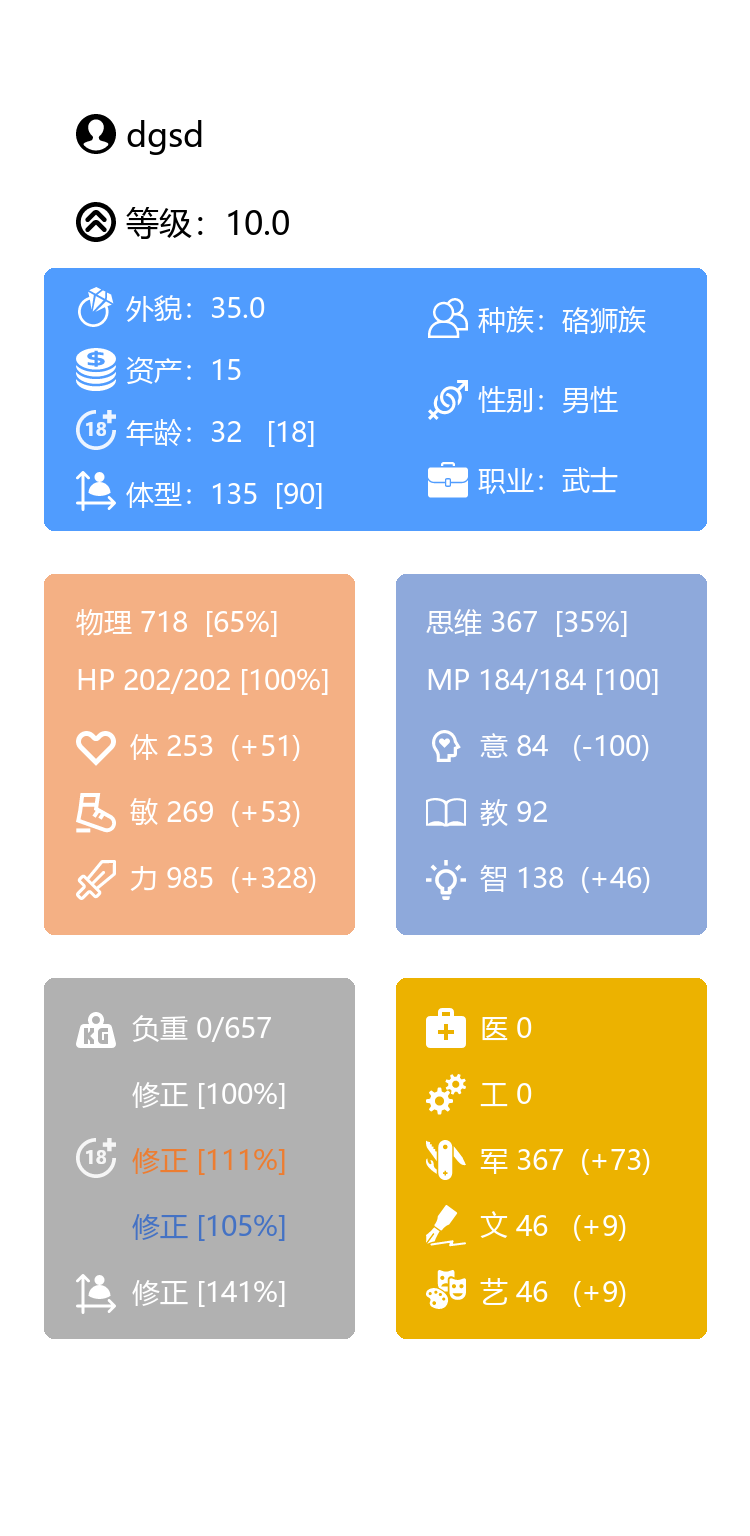 dgsd
等级：10.0
外貌：35.0
资产：15
年龄：32 [18]
体型：135 [90]
种族：硌狮族
性别：男性
职业：武士
物理 718 [65%]
HP 202/202 [100%]
体 253 (+51)
敏 269 (+53)
力 985 (+328)
思维 367 [35%]
MP 184/184 [100]
意 84 (-100)
教 92
智 138 (+46)
KG 负重 0/657
修正 [100%]
18 修正 [111%]
修正 [105%]
修正 [141%]
医 0
工 0
军 367 (+73)
文 46 (+9)
艺 46 (+9)